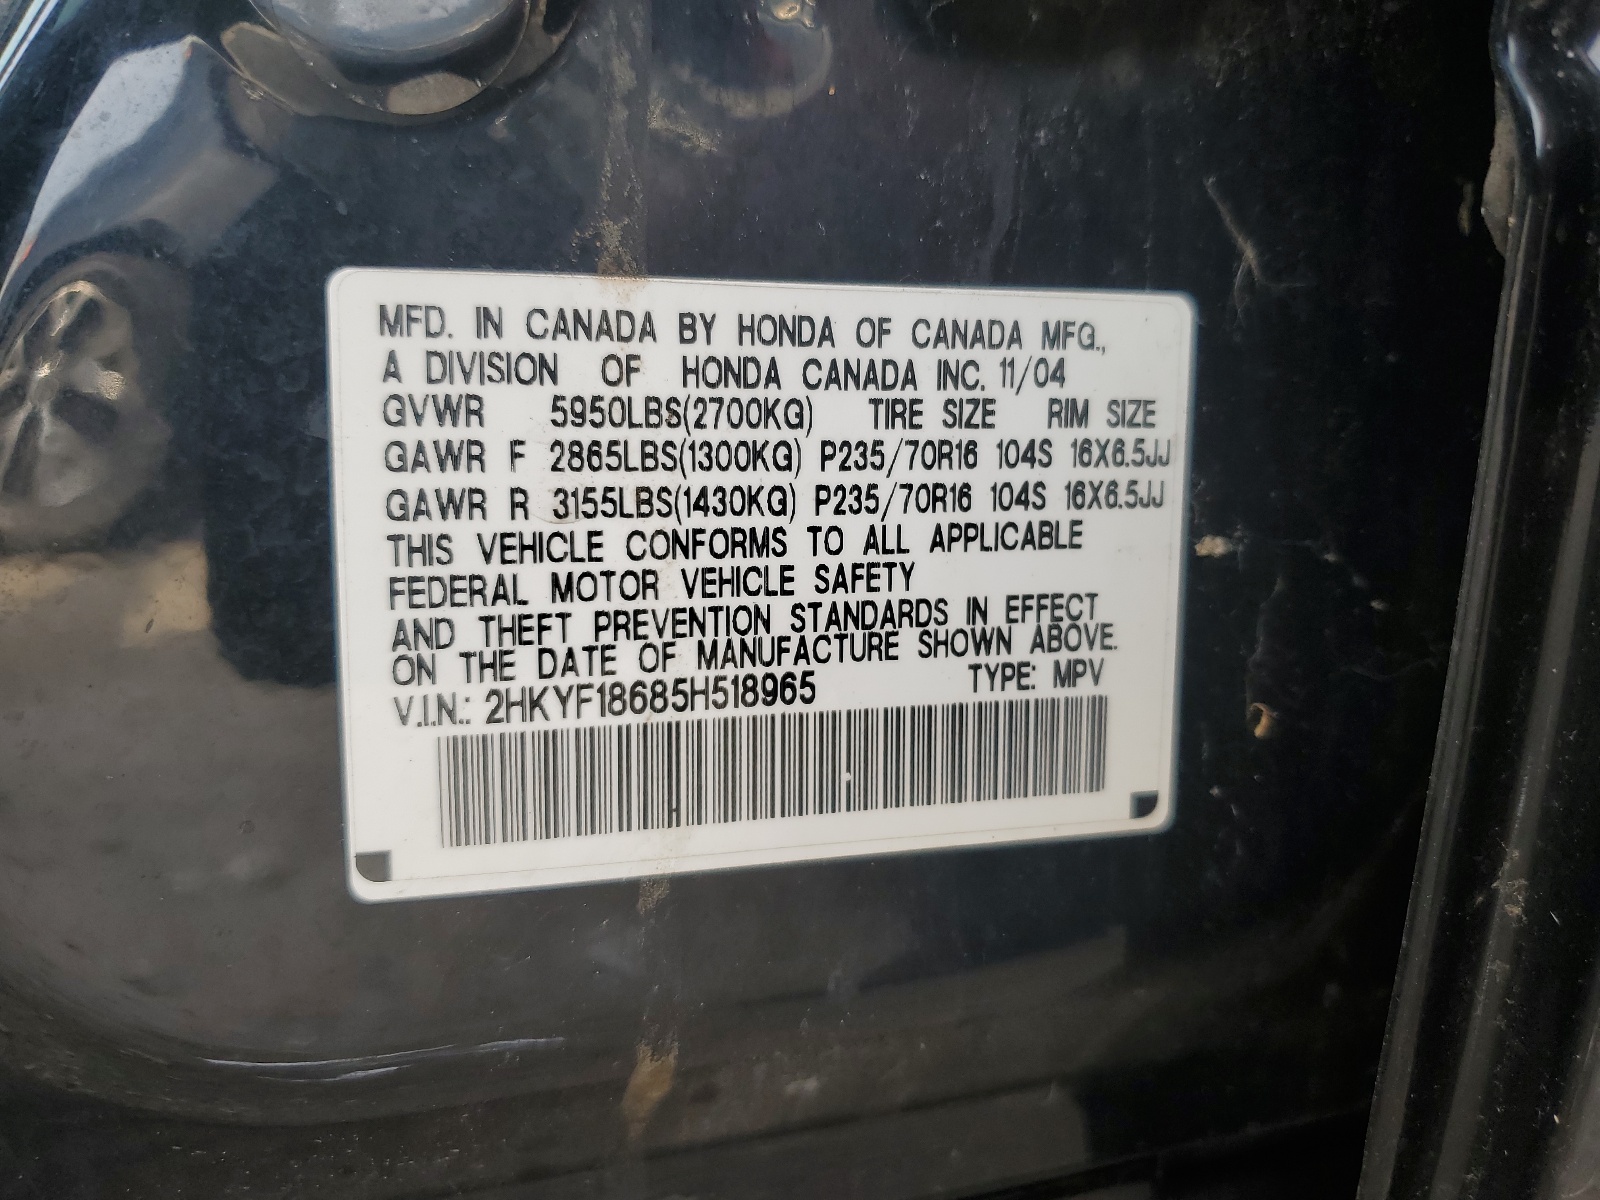 MFD. IN CANADA BY HONDA OF CANADA MFG.,
A DIVISION OF HONDA CANADA INC. 11/04
GVWR 5950LBS(2700KG) TIRE SIZE RIM SIZE
GAWR F 2865LBS(1300KG) P235/70R16 104S 16X6.5JJ
GAWR R 3155LBS(1430KG) P235/70R16 104S 16X6.5JJ
THIS VEHICLE CONFORMS TO ALL APPLICABLE
FEDERAL MOTOR VEHICLE SAFETY
AND THEFT PREVENTION STANDARDS IN EFFECT
ON THE DATE OF MANUFACTURE SHOWN ABOVE.
V.I.N.: 2HKYF18685H518965 TYPE: MPV